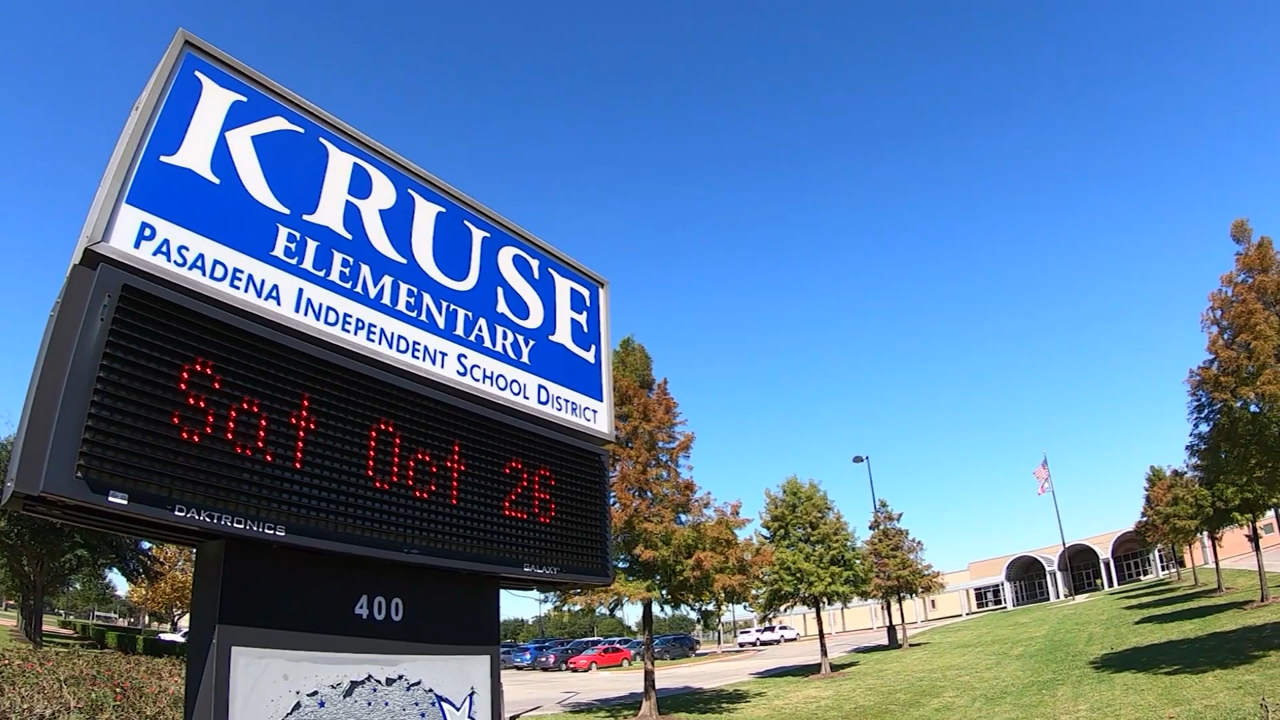 KRUSE
ELEMENTARY
PASADENA INDEPENDENT SCHOOL DISTRICT
Sat Oct 26
DAKTRONICS
GALAXY
400